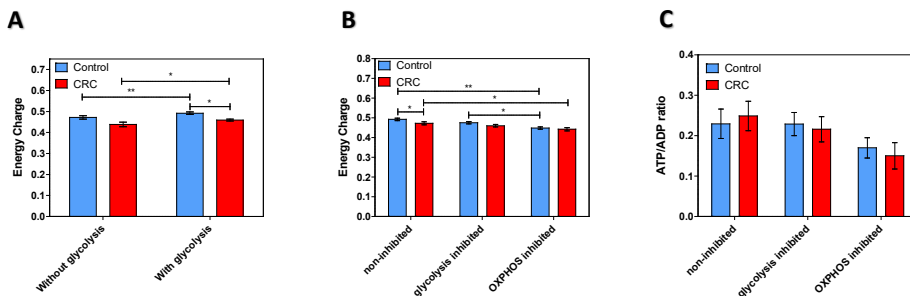 A
B
C
Energy Charge
0.7
0.6
0.5
0.4
0.3
0.2
0.1
0.0
Control
CRC
*
**
*
Without glycolysis
With glycolysis
Energy Charge
0.8
0.7
0.6
0.5
0.4
0.3
0.2
0.1
0.0
Control
CRC
**
*
*
*
non-inhibited
glycolysis inhibited
OXPHOS inhibited
ATP/ADP ratio
0.4
0.3
0.2
0.1
0.0
Control
CRC
non-inhibited
glycolysis inhibited
OXPHOS inhibited